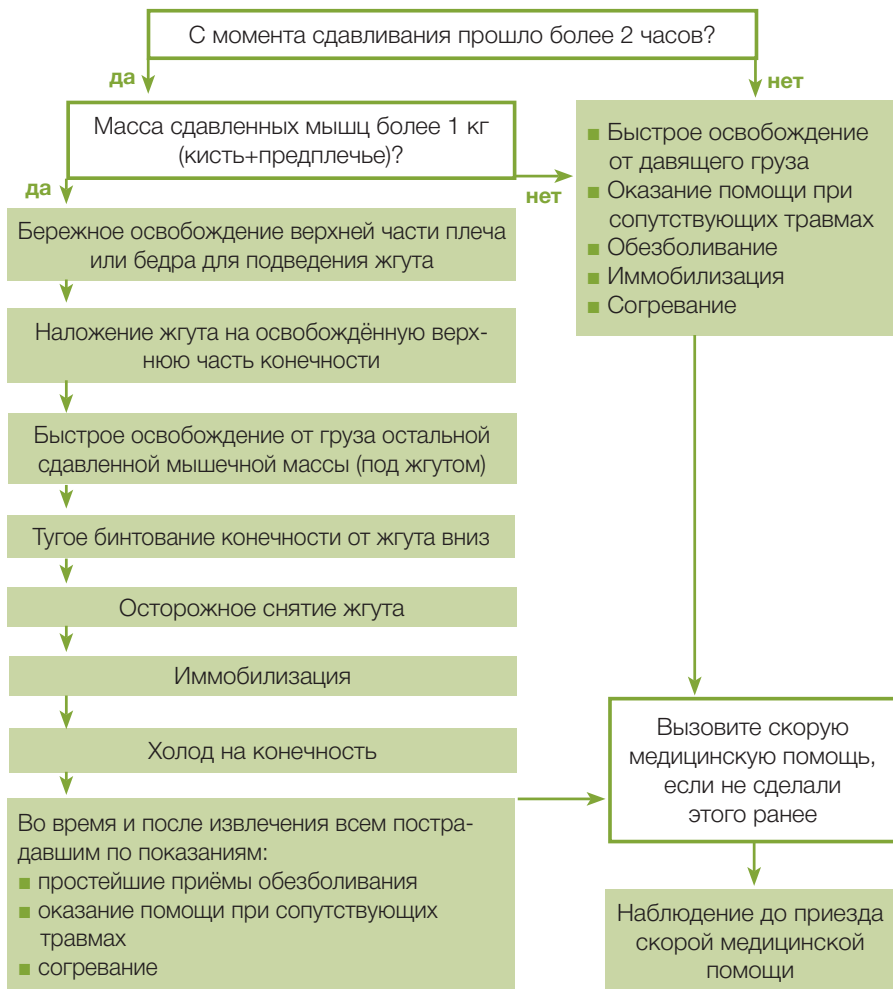 С момента сдавливания прошло более 2 часов?
да
нет
Масса сдавленных мышц более 1 кг
(кисть+предплечье)?
да
нет
■ Быстрое освобождение
от давящего груза
■ Оказание помощи при
сопутствующих травмах
■ Обезболивание
■ Иммобилизация
■ Согревание
Бережное освобождение верхней части плеча
или бедра для подведения жгута
Наложение жгута на освобождённую верх-
нюю часть конечности
Быстрое освобождение от груза остальной
сдавленной мышечной массы (под жгутом)
Тугое бинтование конечности от жгута вниз
Осторожное снятие жгута
Иммобилизация
Холод на конечность
Во время и после извлечения всем постра-
давшим по показаниям:
■ простейшие приёмы обезболивания
■ оказание помощи при сопутствующих
травмах
■ согревание
Вызовите скорую
медицинскую помощь,
если не сделали
этого ранее
Наблюдение до приезда
скорой медицинской
помощи